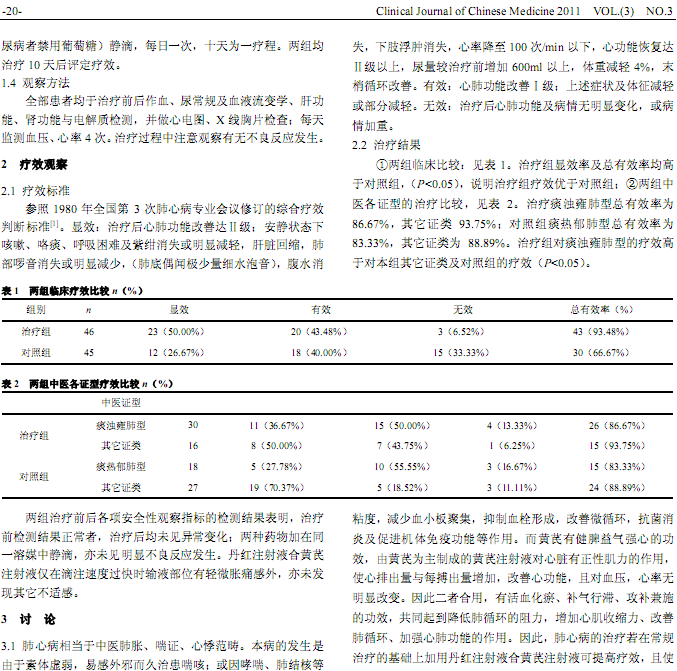 -20- Clinical Journal of Chinese Medicine 2011 VOL.(3) NO.3
尿病者禁用葡萄糖）静滴，每日一次，十天为一疗程。两组均
治疗 10 天后评定疗效。
1.4 观察方法
全部患者均于治疗前后作血、尿常规及血液流变学、肝功
能、肾功能与电解质检测，并做心电图、X 线胸片检查；每天
监测血压、心率 4 次。治疗过程中注意观察有无不良反应发生。
2 疗效观察
2.1 疗效标准
参照 1980 年全国第 3 次肺心病专业会议修订的综合疗效
判断标准[1]。显效：治疗后心肺功能改善达Ⅱ级；安静状态下
咳嗽、咯痰、呼吸困难及紫绀消失或明显减轻，肝脏回缩，肺
部啰音消失或明显减少，（肺底偶闻极少量细水泡音），腹水消
失，下肢浮肿消失，心率降至 100 次/min 以下，心功能恢复达
Ⅱ级以上，尿量较治疗前增加 600ml 以上，体重减轻 4%，末
梢循环改善。有效：心肺功能改善Ⅰ级；上述症状及体征减轻
或部分减轻。无效：治疗后心肺功能及病情无明显变化，或病
情加重。
2.2 治疗结果
①两组临床比较：见表 1。治疗组显效率及总有效率均高
于对照组，（P<0.05），说明治疗组疗效优于对照组；②两组中
医各证型的治疗比较，见表 2。治疗痰浊雍肺型总有效率为
86.67%，其它证类 93.75%；对照组痰热郁肺型总有效率为
83.33%，其它证类为 88.89%。治疗组对痰浊雍肺型的疗效高
于对本组其它证类及对照组的疗效（P<0.05）。
表 1 两组临床疗效比较 n（%）
组别 n 显效 有效 无效 总有效率（%）
治疗组 46 23（50.00%） 20（43.48%） 3（6.52%） 43（93.48%）
对照组 45 12（26.67%） 18（40.00%） 15（33.33%） 30（66.67%）
表 2 两组中医各证型疗效比较 n（%）
中医证型
治疗组 痰浊雍肺型 30 11（36.67%） 15（50.00%） 4（13.33%） 26（86.67%）
其它证类 16 8（50.00%） 7（43.75%） 1（6.25%） 15（93.75%）
对照组 痰热郁肺型 18 5（27.78%） 10（55.55%） 3（16.67%） 15（83.33%）
其它证类 27 19（70.37%） 5（18.52%） 3（11.11%） 24（88.89%）
两组治疗前后各项安全性观察指标的检测结果表明，治疗
前检测结果正常者，治疗后均未见异常变化；两种药物加在同
一溶媒中静滴，亦未见明显不良反应发生。丹红注射液合黄芪
注射液仅在滴注速度过快时输液部位有轻微胀痛感外，亦未发
现其它不适感。
3 讨 论
3.1 肺心病相当于中医肺胀、喘证、心悸范畴。本病的发生是
由于素体虚弱，易感外邪而久治患喘咳；或因哮喘、肺结核等
粘度，减少血小板聚集，抑制血栓形成，改善微循环，抗菌消
炎及促进机体免疫功能等作用。而黄芪有健脾益气强心的功
效，由黄芪为主制成的黄芪注射液对心脏有正性肌力的作用，
使心排出量与每搏出量增加，改善心功能，且对血压，心率无
明显改变。因此二者合用，有活血化瘀、补气行滞、攻补兼施
的功效，共同起到降低肺循环的阻力，增加心肌收缩力、改善
肺循环、加强心肺功能的作用。因此，肺心病的治疗若在常规
治疗的基础上加用丹红注射液合黄芪注射液可提高疗效，且使